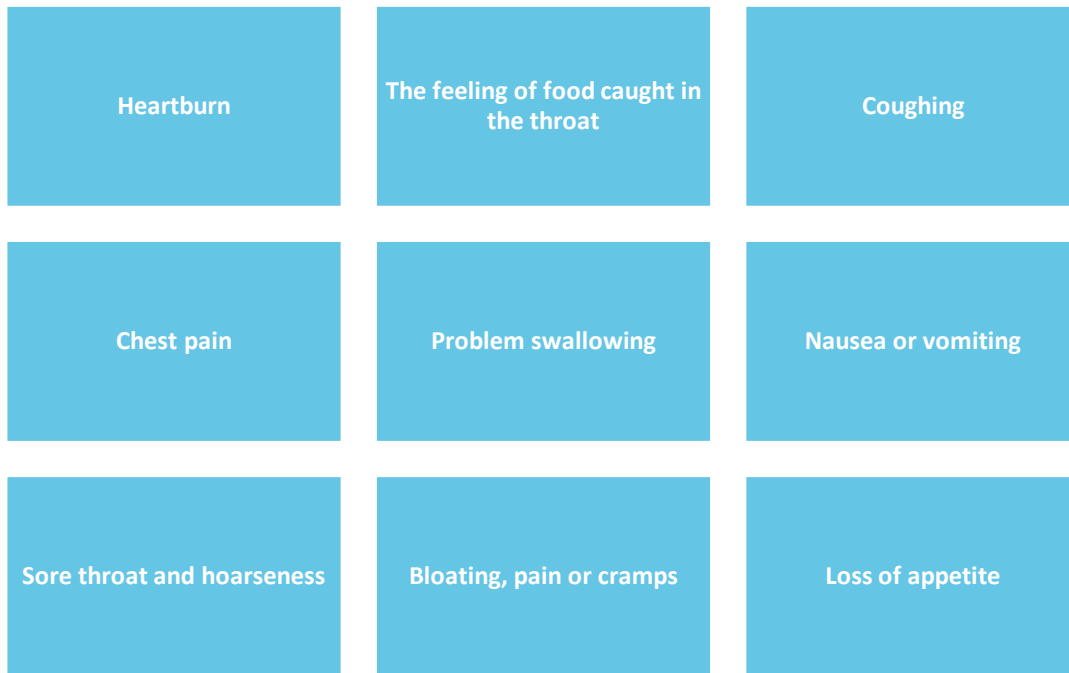 Heartburn
The feeling of food caught in
the throat
Coughing
Chest pain
Problem swallowing
Nausea or vomiting
Sore throat and hoarseness
Bloating, pain or cramps
Loss of appetite